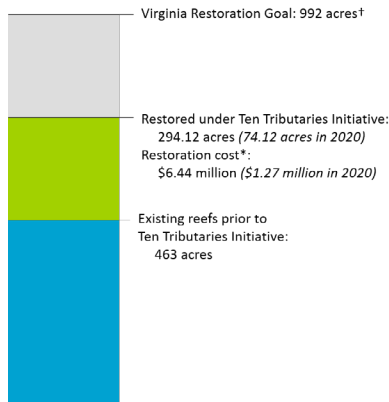 Virginia Restoration Goal: 992 acres†
Restored under Ten Tributaries Initiative:
294.12 acres (74.12 acres in 2020)
Restoration cost*:
$6.44 million ($1.27 million in 2020)
Existing reefs prior to
Ten Tributaries Initiative:
463 acres